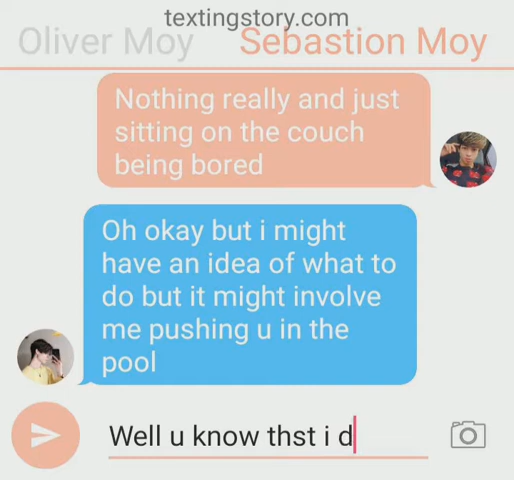 textingstory.com
Oliver Moy Sebastion Moy
Nothing really and just
sitting on the couch
being bored
Oh okay but i might
have an idea of what to
do but it might involve
me pushing u in the
pool
Well u know thst i d